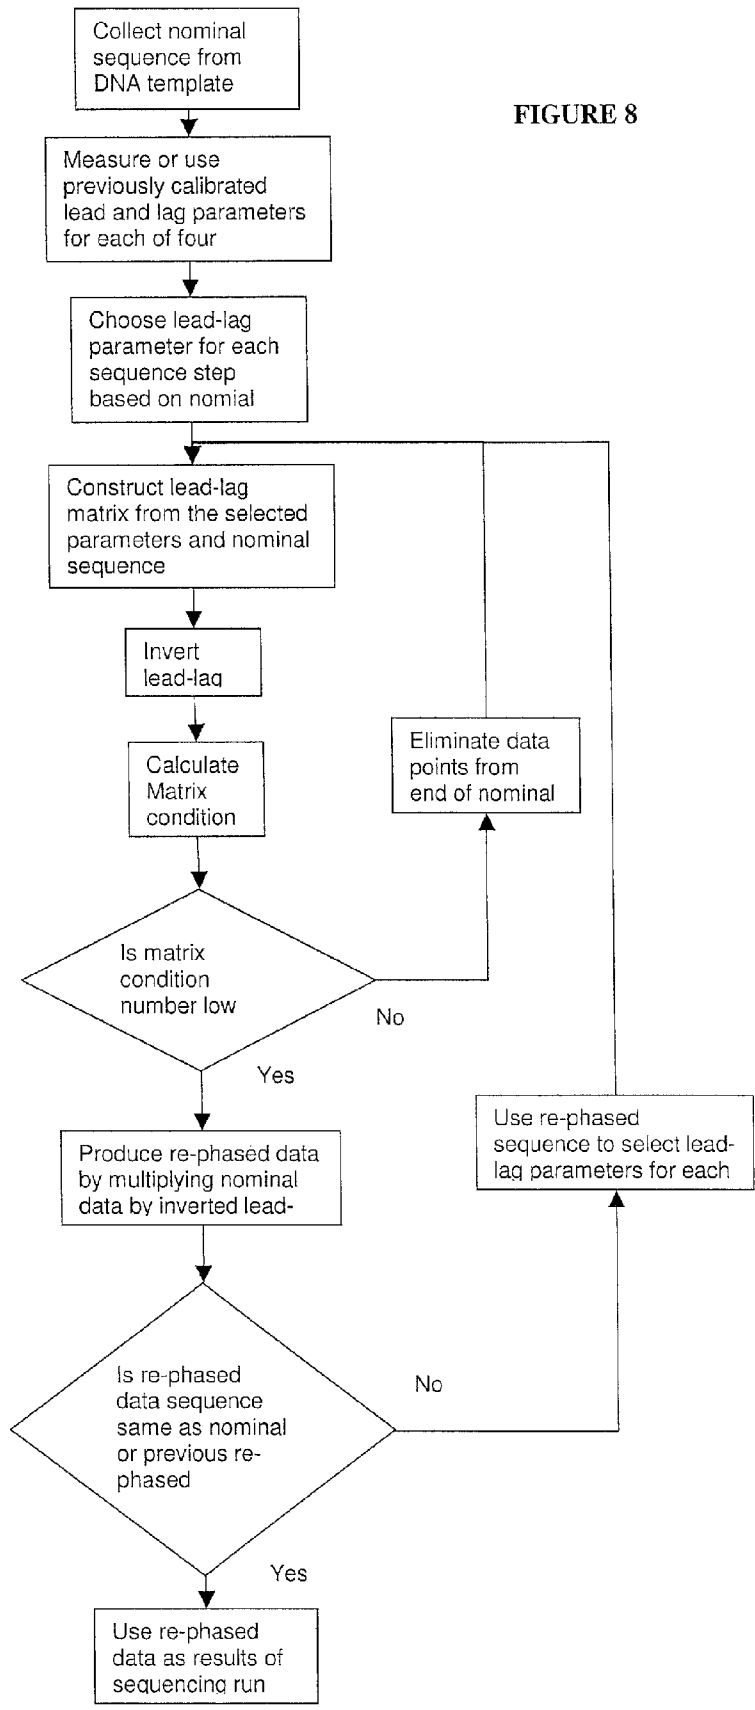 Collect nominal
sequence from
DNA template
FIGURE 8
Measure or use
previously calibrated
lead and lag parameters
for each of four
Choose lead-lag
parameter for each
sequence step
based on nomial
Construct lead-lag
matrix from the selected
parameters and nominal
sequence
Invert
lead-lag
Calculate
Matrix
condition
Eliminate data
points from
end of nominal
Is matrix
condition
number low
No
Yes
Use re-phased
sequence to select lead-
lag parameters for each
Produce re-phased data
by multiplying nominal
data by inverted lead-
Is re-phased
data sequence
same as nominal
or previous re-
phased
No
Yes
Use re-phased
data as results of
sequencing run